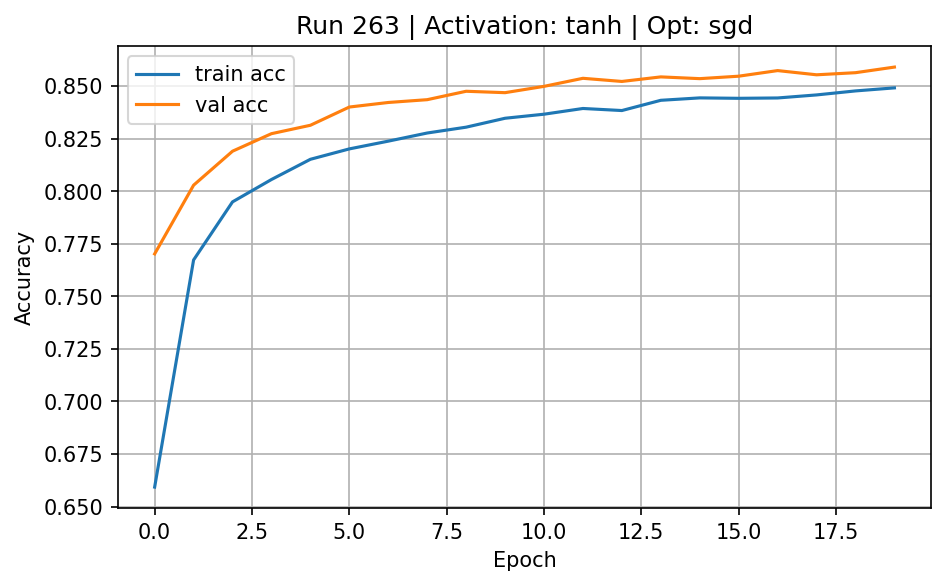 Run 263 | Activation: tanh | Opt: sgd
train acc
val acc
0.850
0.825
0.800
0.775
0.750
0.725
0.700
0.675
0.650
Accuracy
0.0 2.5 5.0 7.5 10.0 12.5 15.0 17.5
Epoch